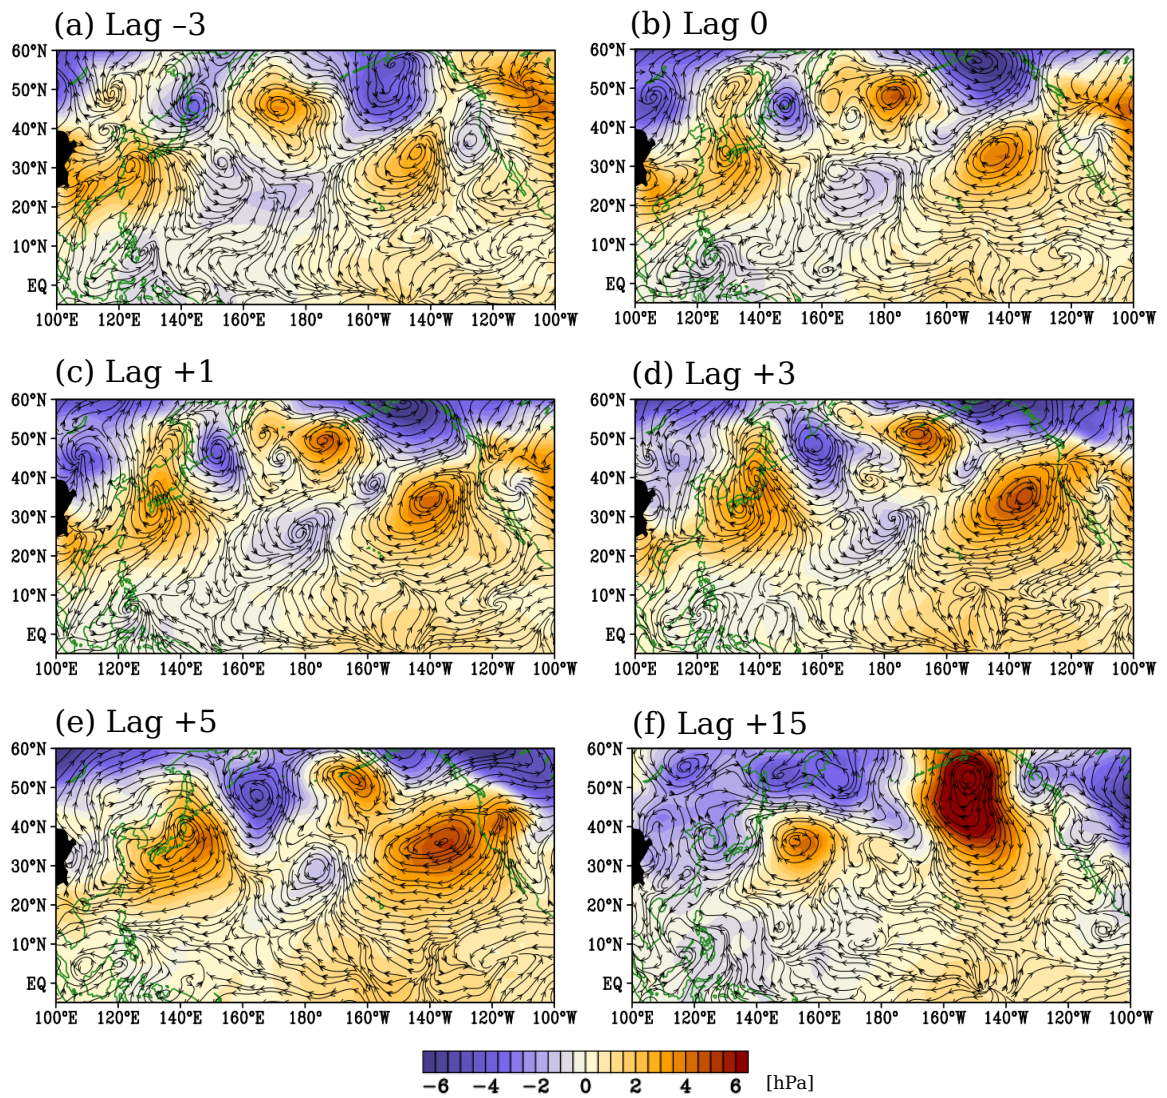 (a) Lag –3
(b) Lag 0
60°N
50°N
40°N
30°N
20°N
10°N
EQ
100°E 120°E 140°E 160°E 180° 160°W 140°W 120°W 100°W
60°N
50°N
40°N
30°N
20°N
10°N
EQ
100°E 120°E 140°E 160°E 180° 160°W 140°W 120°W 100°W
(c) Lag +1
(d) Lag +3
60°N
50°N
40°N
30°N
20°N
10°N
EQ
100°E 120°E 140°E 160°E 180° 160°W 140°W 120°W 100°W
60°N
50°N
40°N
30°N
20°N
10°N
EQ
100°E 120°E 140°E 160°E 180° 160°W 140°W 120°W 100°W
(e) Lag +5
(f) Lag +15
60°N
50°N
40°N
30°N
20°N
10°N
EQ
100°E 120°E 140°E 160°E 180° 160°W 140°W 120°W 100°W
60°N
50°N
40°N
30°N
20°N
10°N
EQ
100°E 120°E 140°E 160°E 180° 160°W 140°W 120°W 100°W
−6 −4 −2 0 2 4 6 [hPa]